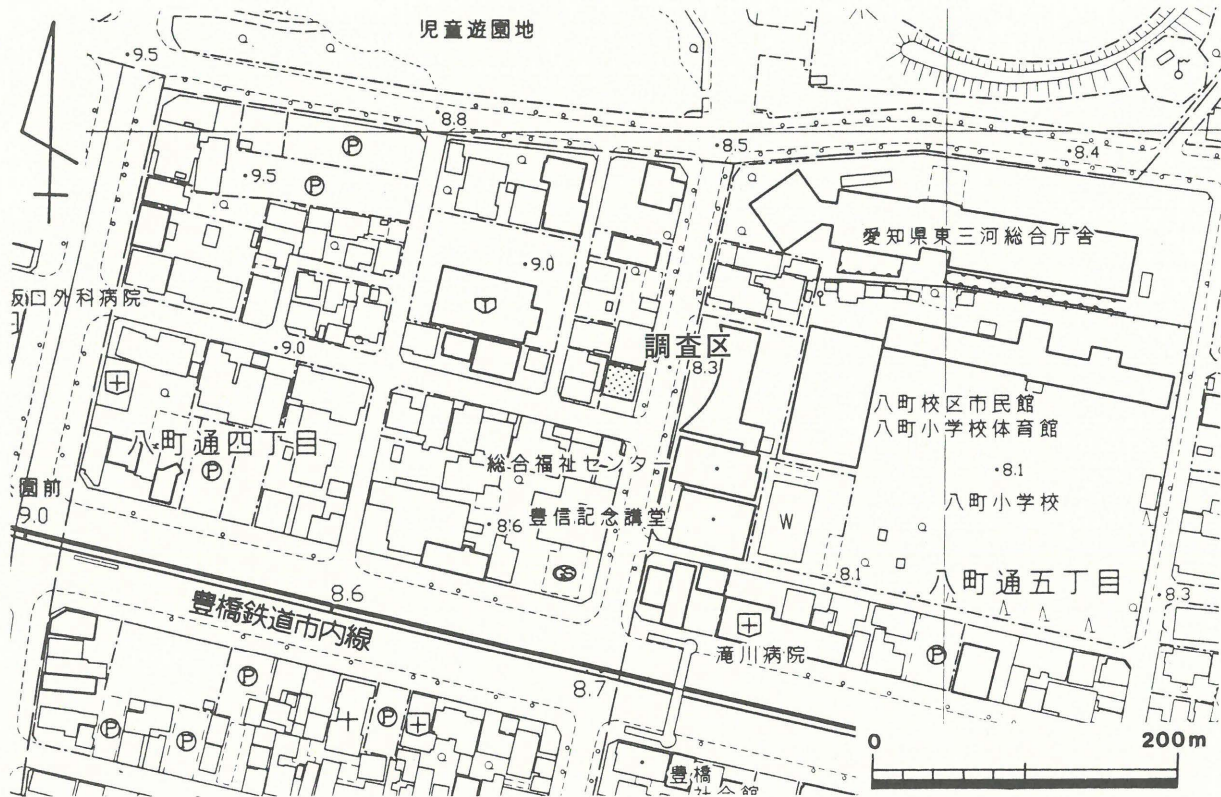 児童遊園地
9.5
8.8
8.5
8.4
P
9.5
P
愛知県東三河総合庁舎
9.0
坂口外科病院
9.0
調査区
8.3
八町校区市民館
八町小学校体育館
八町通四丁目
P
総合福祉センター
8.1
八町小学校
園前
9.0
8.6
豊信記念講堂
W
GS
8.1
八町通五丁目
8.3
8.6
豊橋鉄道市内線
滝川病院
P
P
8.7
P
P
P
豊橋
社会館
0
200m